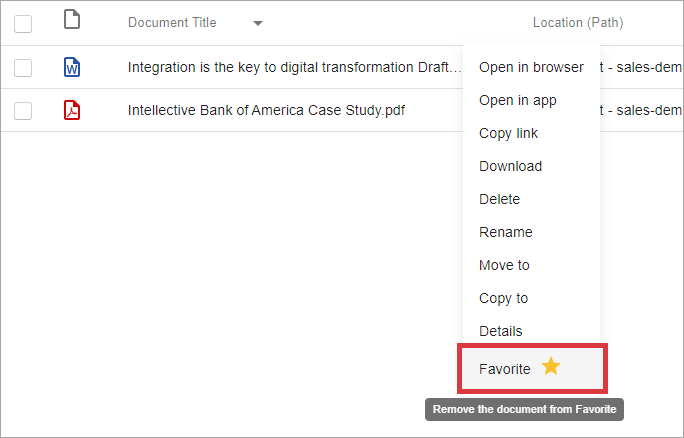 Document Title Location (Path)
W Integration is the key to digital transformation Draft... t - sales-dem
Intellective Bank of America Case Study.pdf t - sales-dem
Open in browser
Open in app
Copy link
Download
Delete
Rename
Move to
Copy to
Details
Favorite
Remove the document from Favorite